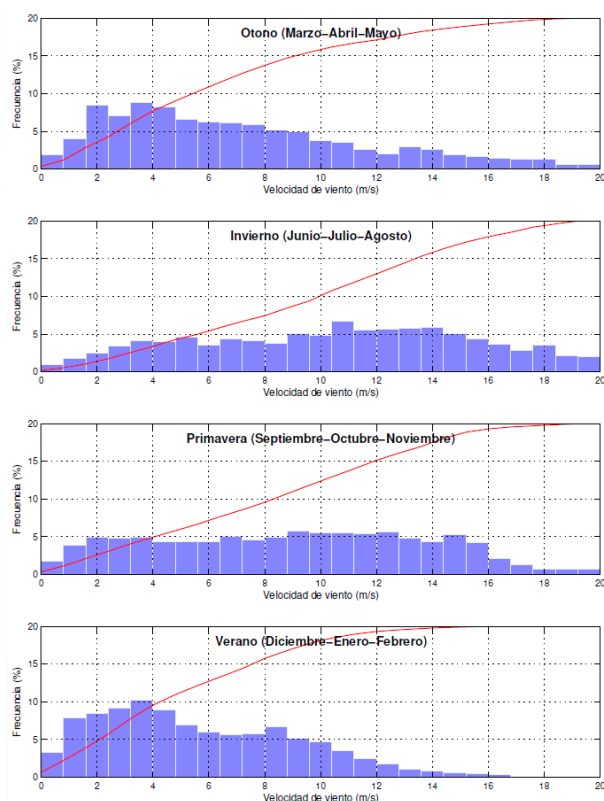 Otono (Marzo−Abril−Mayo)
Frecuencia (%)
20
15
10
5
0
0 2 4 6 8 10 12 14 16 18 20
Velocidad de viento (m/s)
Invierno (Junio−Julio−Agosto)
Frecuencia (%)
20
15
10
5
0
0 2 4 6 8 10 12 14 16 18 20
Velocidad de viento (m/s)
Primavera (Septiembre−Octubre−Noviembre)
Frecuencia (%)
20
15
10
5
0
0 2 4 6 8 10 12 14 16 18 20
Velocidad de viento (m/s)
Verano (Diciembre−Enero−Febrero)
Frecuencia (%)
20
15
10
5
0
0 2 4 6 8 10 12 14 16 18 20
Velocidad de viento (m/s)